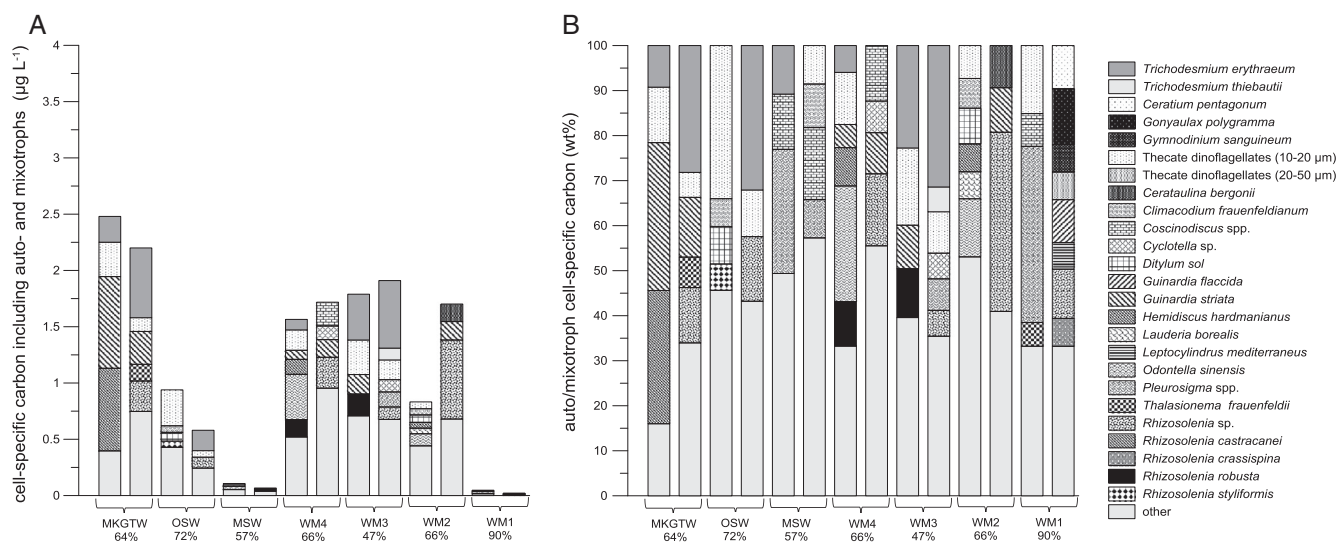 A
cell-specific carbon including auto- and mixotrophs (µg L-1)
4
3.5
3
2.5
2
1.5
1
0.5
0
MKGTW OSW MSW WM4 WM3 WM2 WM1
64% 72% 57% 66% 47% 66% 90%
B
auto/mixotroph cell-specific carbon (wt%)
100
90
80
70
60
50
40
30
20
10
0
MKGTW OSW MSW WM4 WM3 WM2 WM1
64% 72% 57% 66% 47% 66% 90%
Trichodesmium erythraeum
Trichodesmium thiebautii
Ceratium pentagonum
Gonyaulax polygramma
Gymnodinium sanguineum
Thecate dinoflagellates (10-20 µm)
Thecate dinoflagellates (20-50 µm)
Cerataulina bergonii
Climacodium frauenfeldianum
Coscinodiscus spp.
Cyclotella sp.
Ditylum sol
Guinardia flaccida
Guinardia striata
Hemidiscus hardmanianus
Lauderia borealis
Leptocylindrus mediterraneus
Odontella sinensis
Pleurosigma spp.
Thalasionema frauenfeldii
Rhizosolenia sp.
Rhizosolenia castracanei
Rhizosolenia crassispina
Rhizosolenia robusta
Rhizosolenia styliformis
other